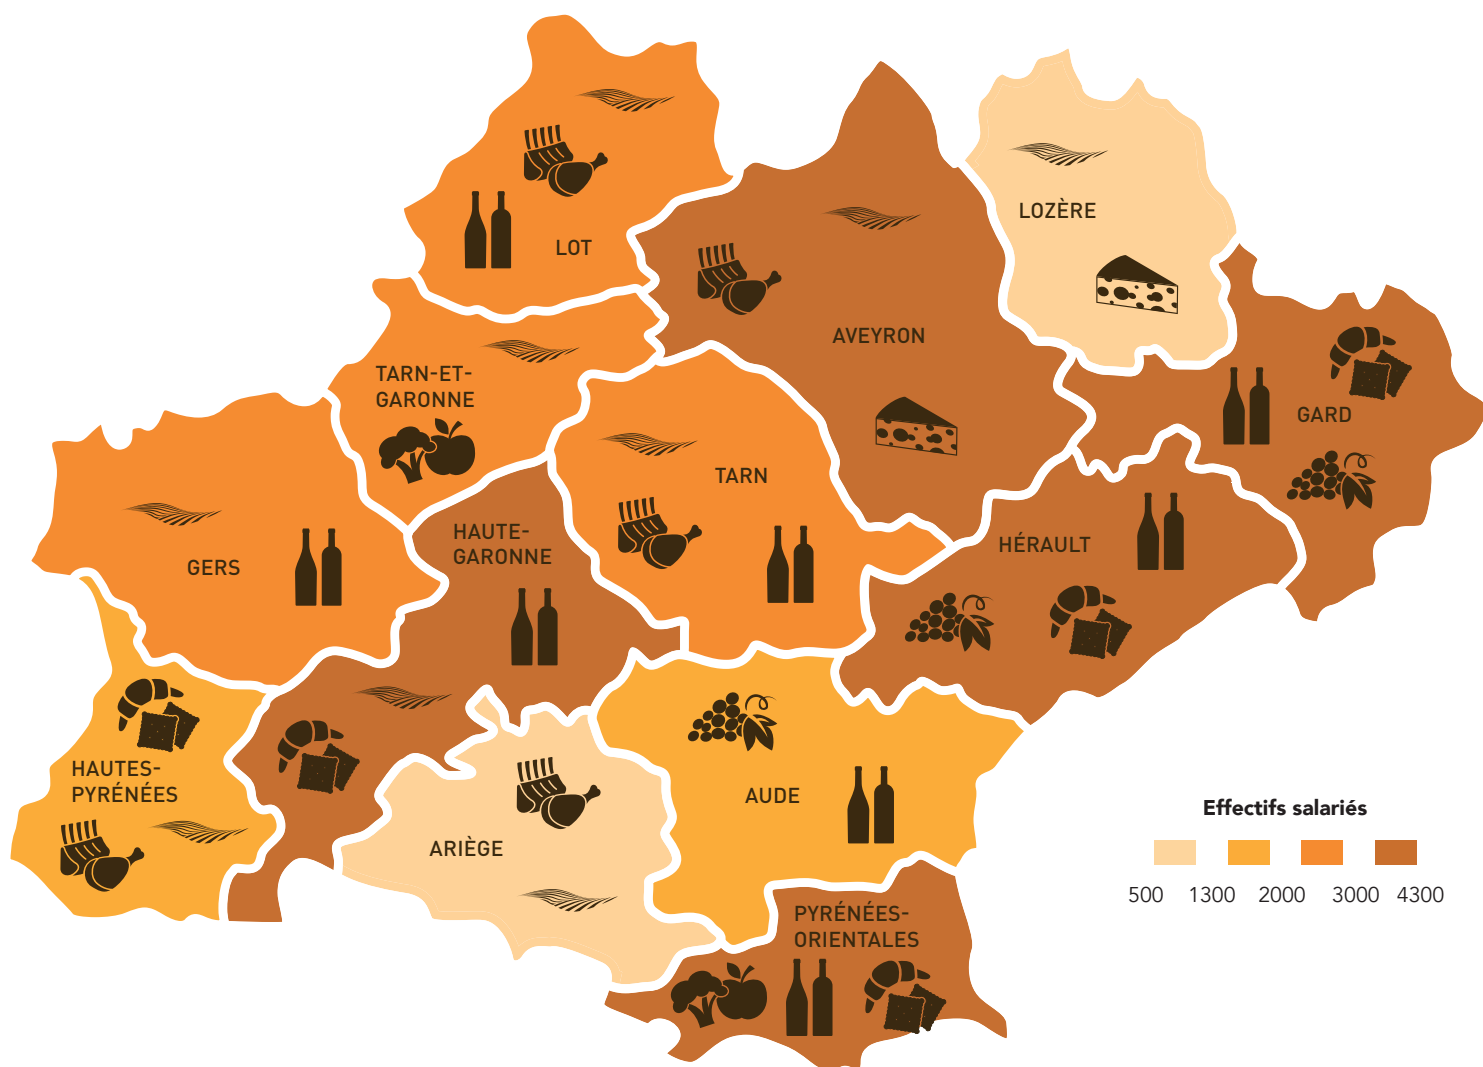 LOT
LOZÈRE
AVEYRON
TARN-ET-
GARONNE
GARD
TARN
HAUTE-
GARONNE
HÉRAULT
GERS
HAUTES-
PYRÉNÉES
AUDE
ARIÈGE
PYRÉNÉES-
ORIENTALES
Effectifs salariés
500 1300 2000 3000 4300